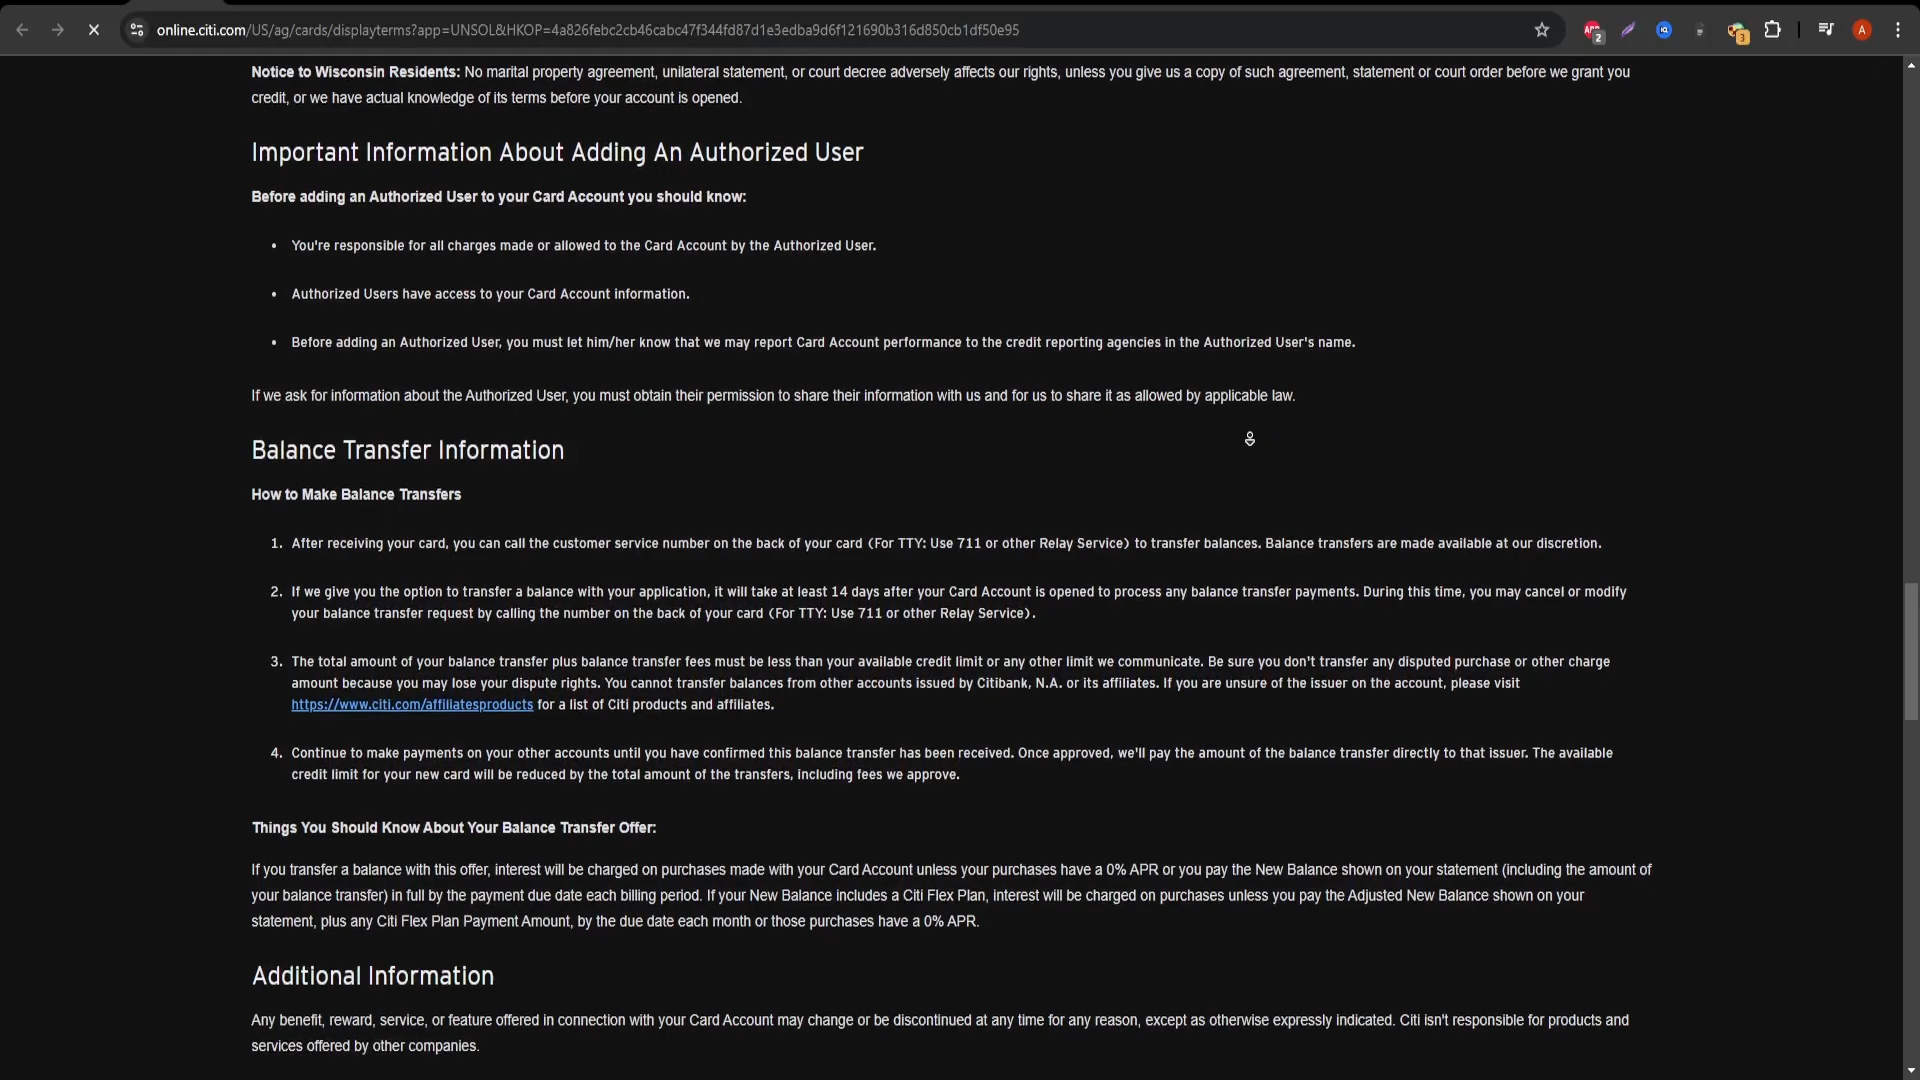 online.citi.com/US/ag/cards/displayterms?app=UNSOL&HKOP=4a826febc2cb46cabc47f344fd87d1e3edba9d6f121690b316d850cb1df50e95
2
3
A
Notice to Wisconsin Residents: No marital property agreement, unilateral statement, or court decree adversely affects our rights, unless you give us a copy of such agreement, statement or court order before we grant you
credit, or we have actual knowledge of its terms before your account is opened.
Important Information About Adding An Authorized User
Before adding an Authorized User to your Card Account you should know:
• You're responsible for all charges made or allowed to the Card Account by the Authorized User.
• Authorized Users have access to your Card Account information.
• Before adding an Authorized User, you must let him/her know that we may report Card Account performance to the credit reporting agencies in the Authorized User's name.
If we ask for information about the Authorized User, you must obtain their permission to share their information with us and for us to share it as allowed by applicable law.
Balance Transfer Information
How to Make Balance Transfers
1. After receiving your card, you can call the customer service number on the back of your card (For TTY: Use 711 or other Relay Service) to transfer balances. Balance transfers are made available at our discretion.
2. If we give you the option to transfer a balance with your application, it will take at least 14 days after your Card Account is opened to process any balance transfer payments. During this time, you may cancel or modify
your balance transfer request by calling the number on the back of your card (For TTY: Use 711 or other Relay Service).
3. The total amount of your balance transfer plus balance transfer fees must be less than your available credit limit or any other limit we communicate. Be sure you don't transfer any disputed purchase or other charge
amount because you may lose your dispute rights. You cannot transfer balances from other accounts issued by Citibank, N.A. or its affiliates. If you are unsure of the issuer on the account, please visit
https://www.citi.com/affiliatesproducts for a list of Citi products and affiliates.
4. Continue to make payments on your other accounts until you have confirmed this balance transfer has been received. Once approved, we'll pay the amount of the balance transfer directly to that issuer. The available
credit limit for your new card will be reduced by the total amount of the transfers, including fees we approve.
Things You Should Know About Your Balance Transfer Offer:
If you transfer a balance with this offer, interest will be charged on purchases made with your Card Account unless your purchases have a 0% APR or you pay the New Balance shown on your statement (including the amount of
your balance transfer) in full by the payment due date each billing period. If your New Balance includes a Citi Flex Plan, interest will be charged on purchases unless you pay the Adjusted New Balance shown on your
statement, plus any Citi Flex Plan Payment Amount, by the due date each month or those purchases have a 0% APR.
Additional Information
Any benefit, reward, service, or feature offered in connection with your Card Account may change or be discontinued at any time for any reason, except as otherwise expressly indicated. Citi isn't responsible for products and
services offered by other companies.